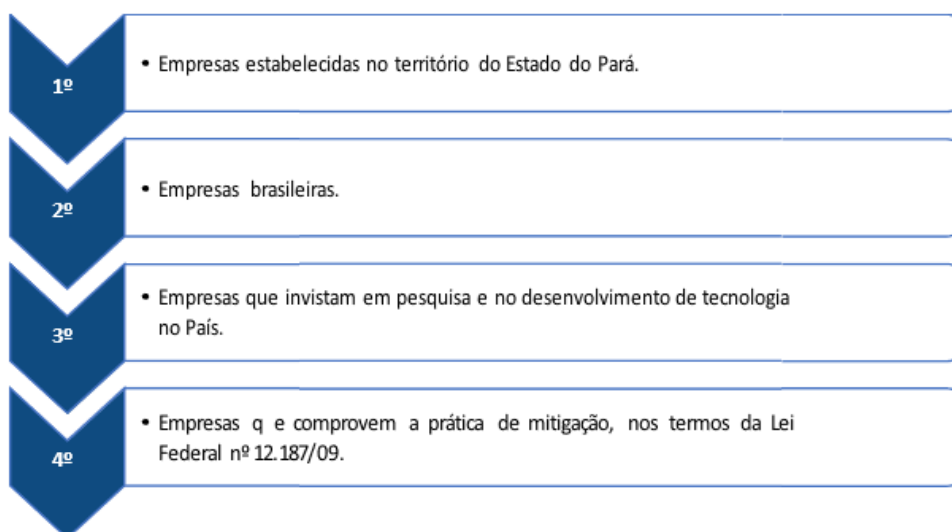 1º
• Empresas estabelecidas no território do Estado do Pará.
2º
• Empresas brasileiras.
3º
• Empresas que invistam em pesquisa e no desenvolvimento de tecnologia
no País.
4º
• Empresas q e comprovem a prática de mitigação, nos termos da Lei
Federal nº 12.187/09.